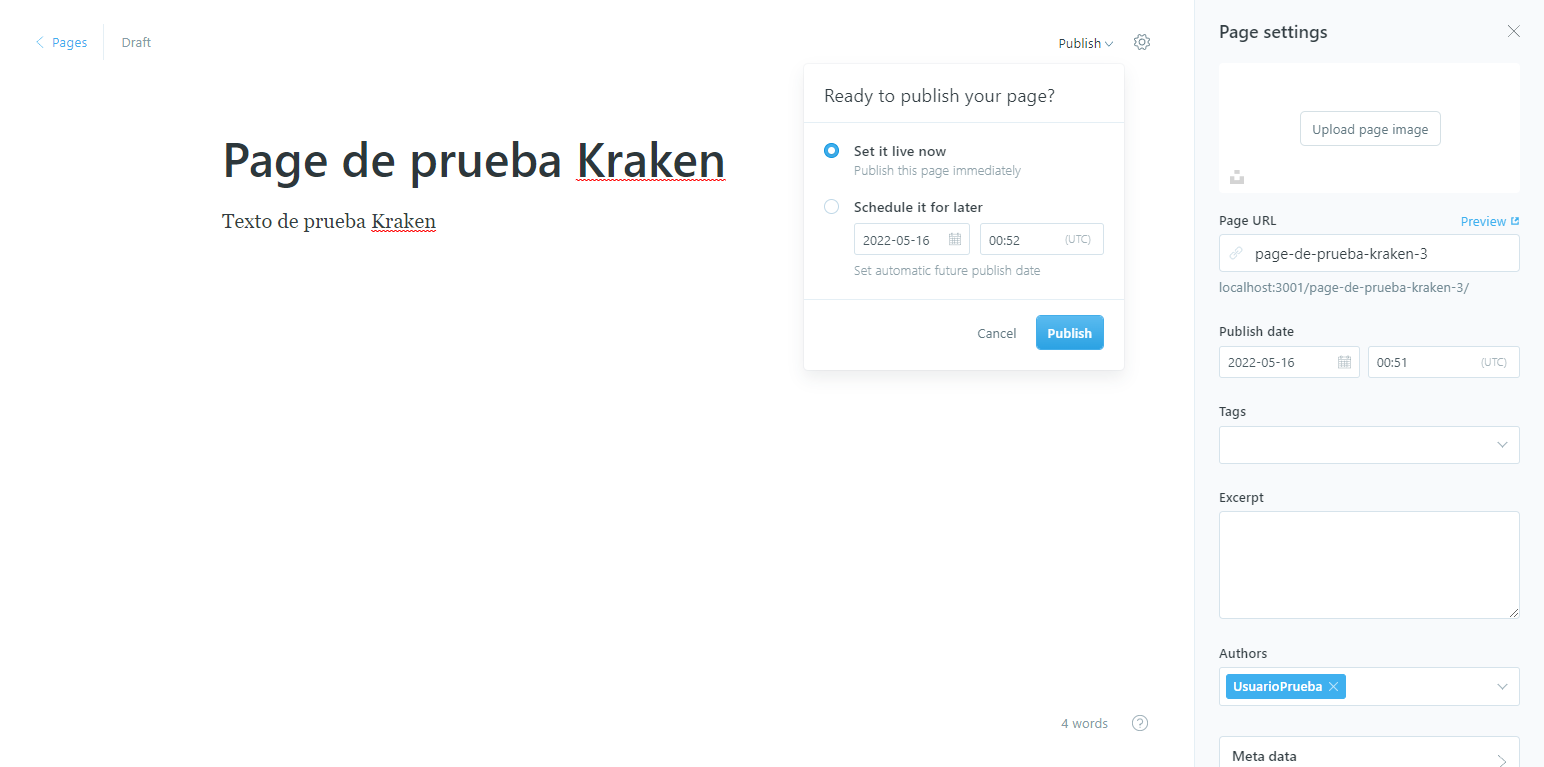 Pages
Draft
Publish
Page de prueba Kraken
Texto de prueba Kraken
Ready to publish your page?
Set it live now
Publish this page immediately
Schedule it for later
2022-05-16 00:52 (UTC)
Set automatic future publish date
Cancel Publish
4 words
?
Page settings
Upload page image
Page URL Preview
page-de-prueba-kraken-3
localhost:3001/page-de-prueba-kraken-3/
Publish date
2022-05-16 00:51 (UTC)
Tags
Excerpt
Authors
UsuarioPrueba
Meta data